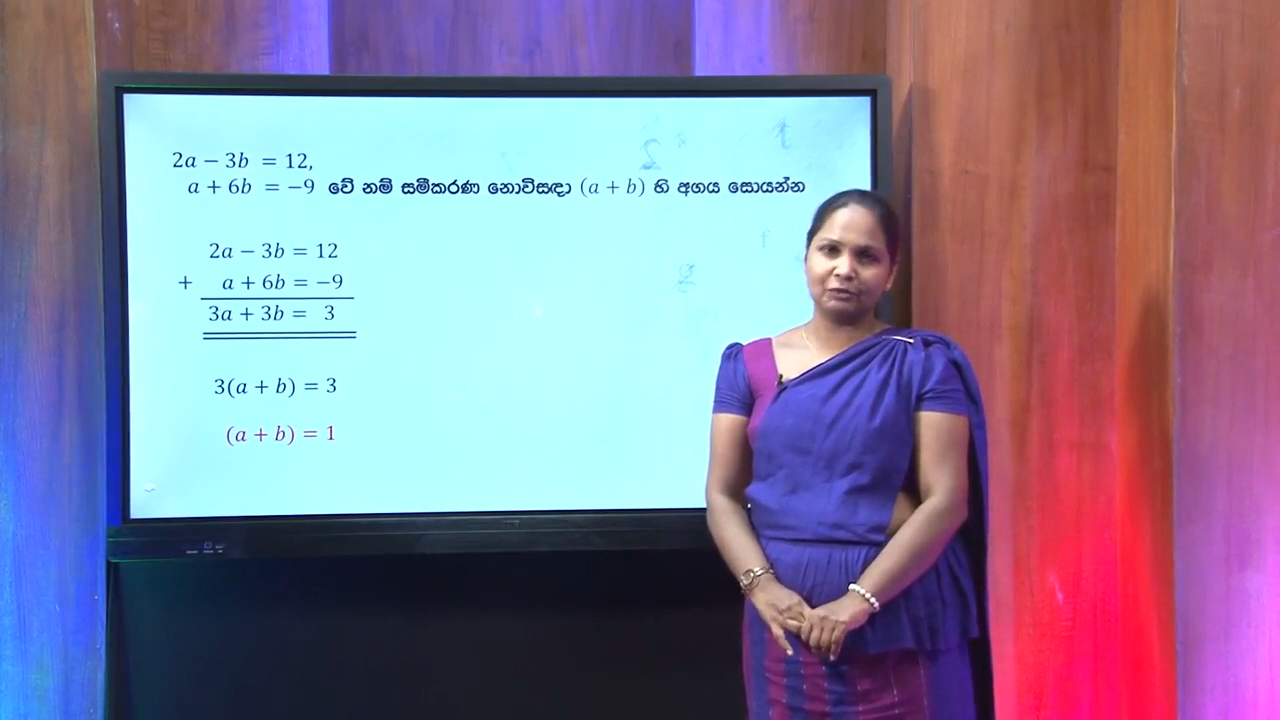 2a − 3b = 12,
a + 6b = −9 වේ නම් සමීකරණ නොවිසඳා (a + b) හි අගය සොයන්න
2a − 3b = 12
+ a + 6b = −9
3a + 3b = 3
3(a + b) = 3
(a + b) = 1